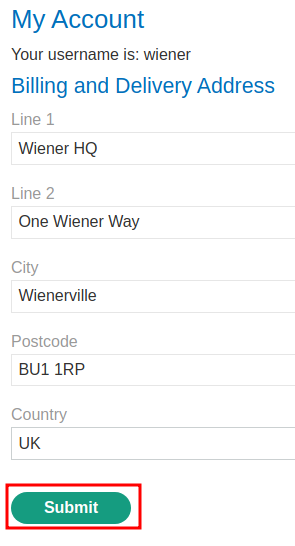 My Account
Your username is: wiener
Billing and Delivery Address
Line 1
Wiener HQ
Line 2
One Wiener Way
City
Wienerville
Postcode
BU1 1RP
Country
UK
Submit